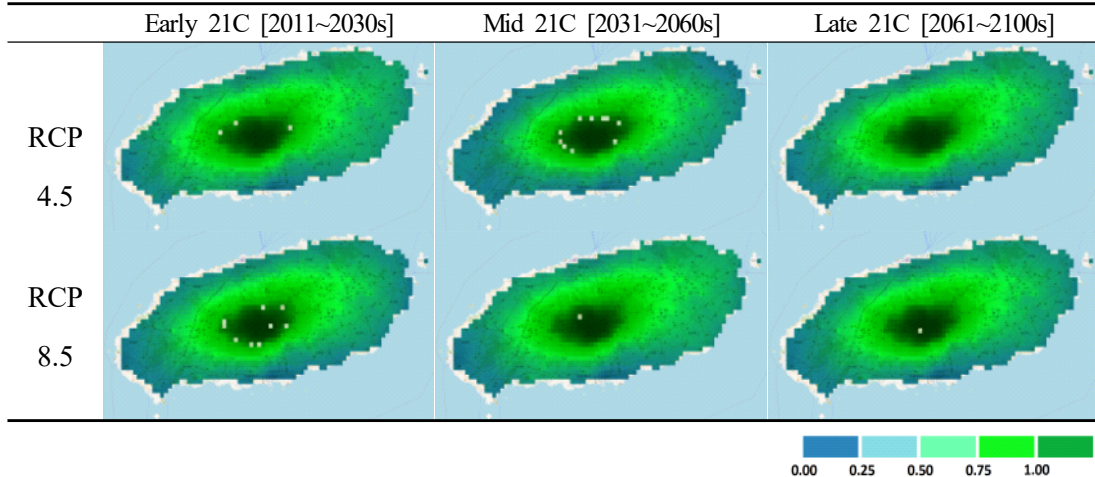 Early 21C [2011~2030s] Mid 21C [2031~2060s] Late 21C [2061~2100s]
RCP
4.5
RCP
8.5
0.00 0.25 0.50 0.75 1.00